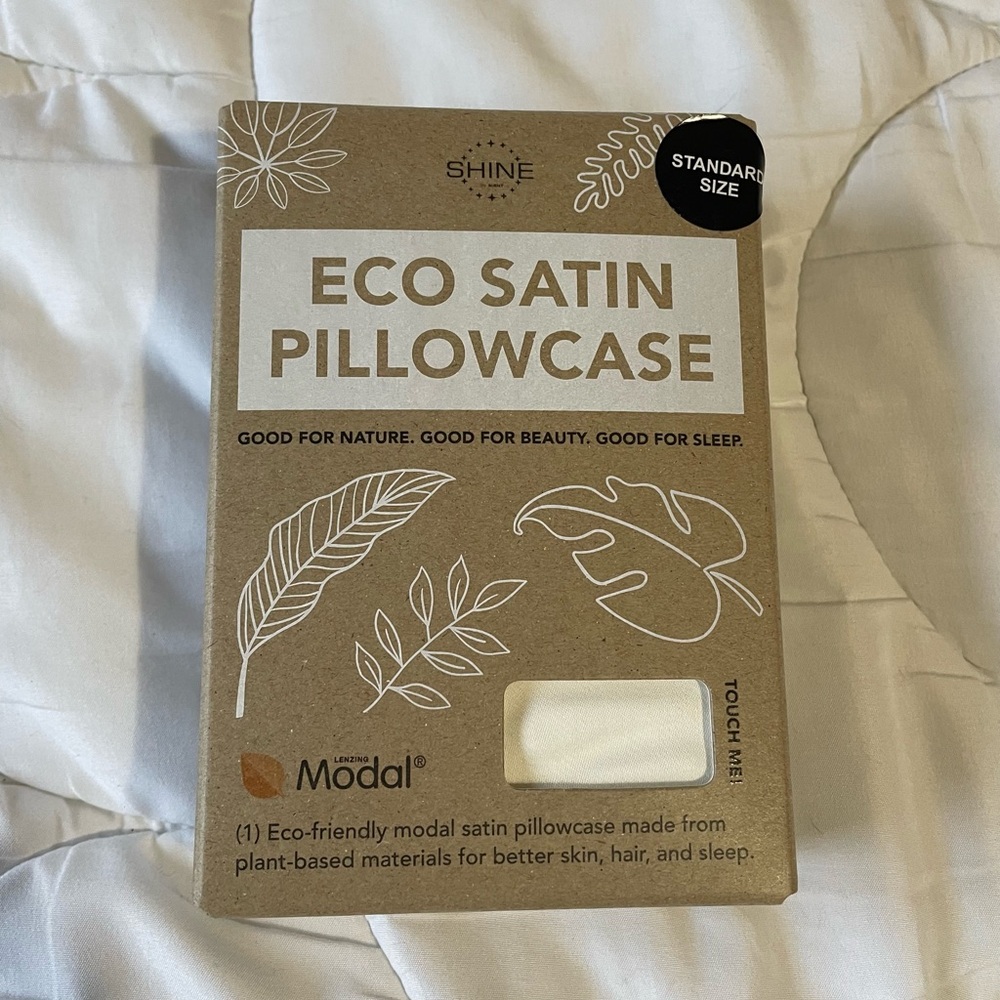 SHINE
STANDARD
SIZE
ECO SATIN
PILLOWCASE
GOOD FOR NATURE. GOOD FOR BEAUTY. GOOD FOR SLEEP.
TOUCH ME!
LENZING
Modal®
(1) Eco-friendly modal satin pillowcase made from
plant-based materials for better skin, hair, and sleep.